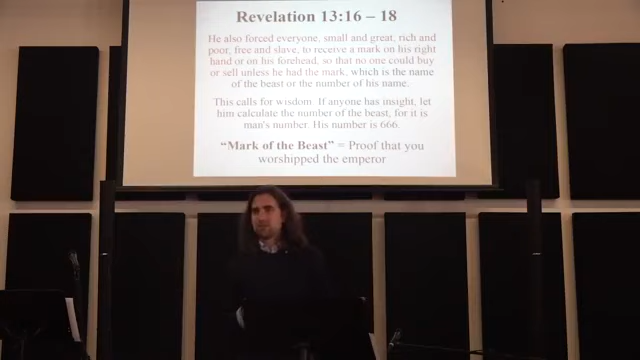 Revelation 13:16 – 18
He also forced everyone, small and great, rich and
poor, free and slave, to receive a mark on his right
hand or on his forehead, so that no one could buy
or sell unless he had the mark, which is the name
of the beast or the number of his name.
This calls for wisdom. If anyone has insight, let
him calculate the number of the beast, for it is
man's number. His number is 666.
“Mark of the Beast” = Proof that you
worshipped the emperor